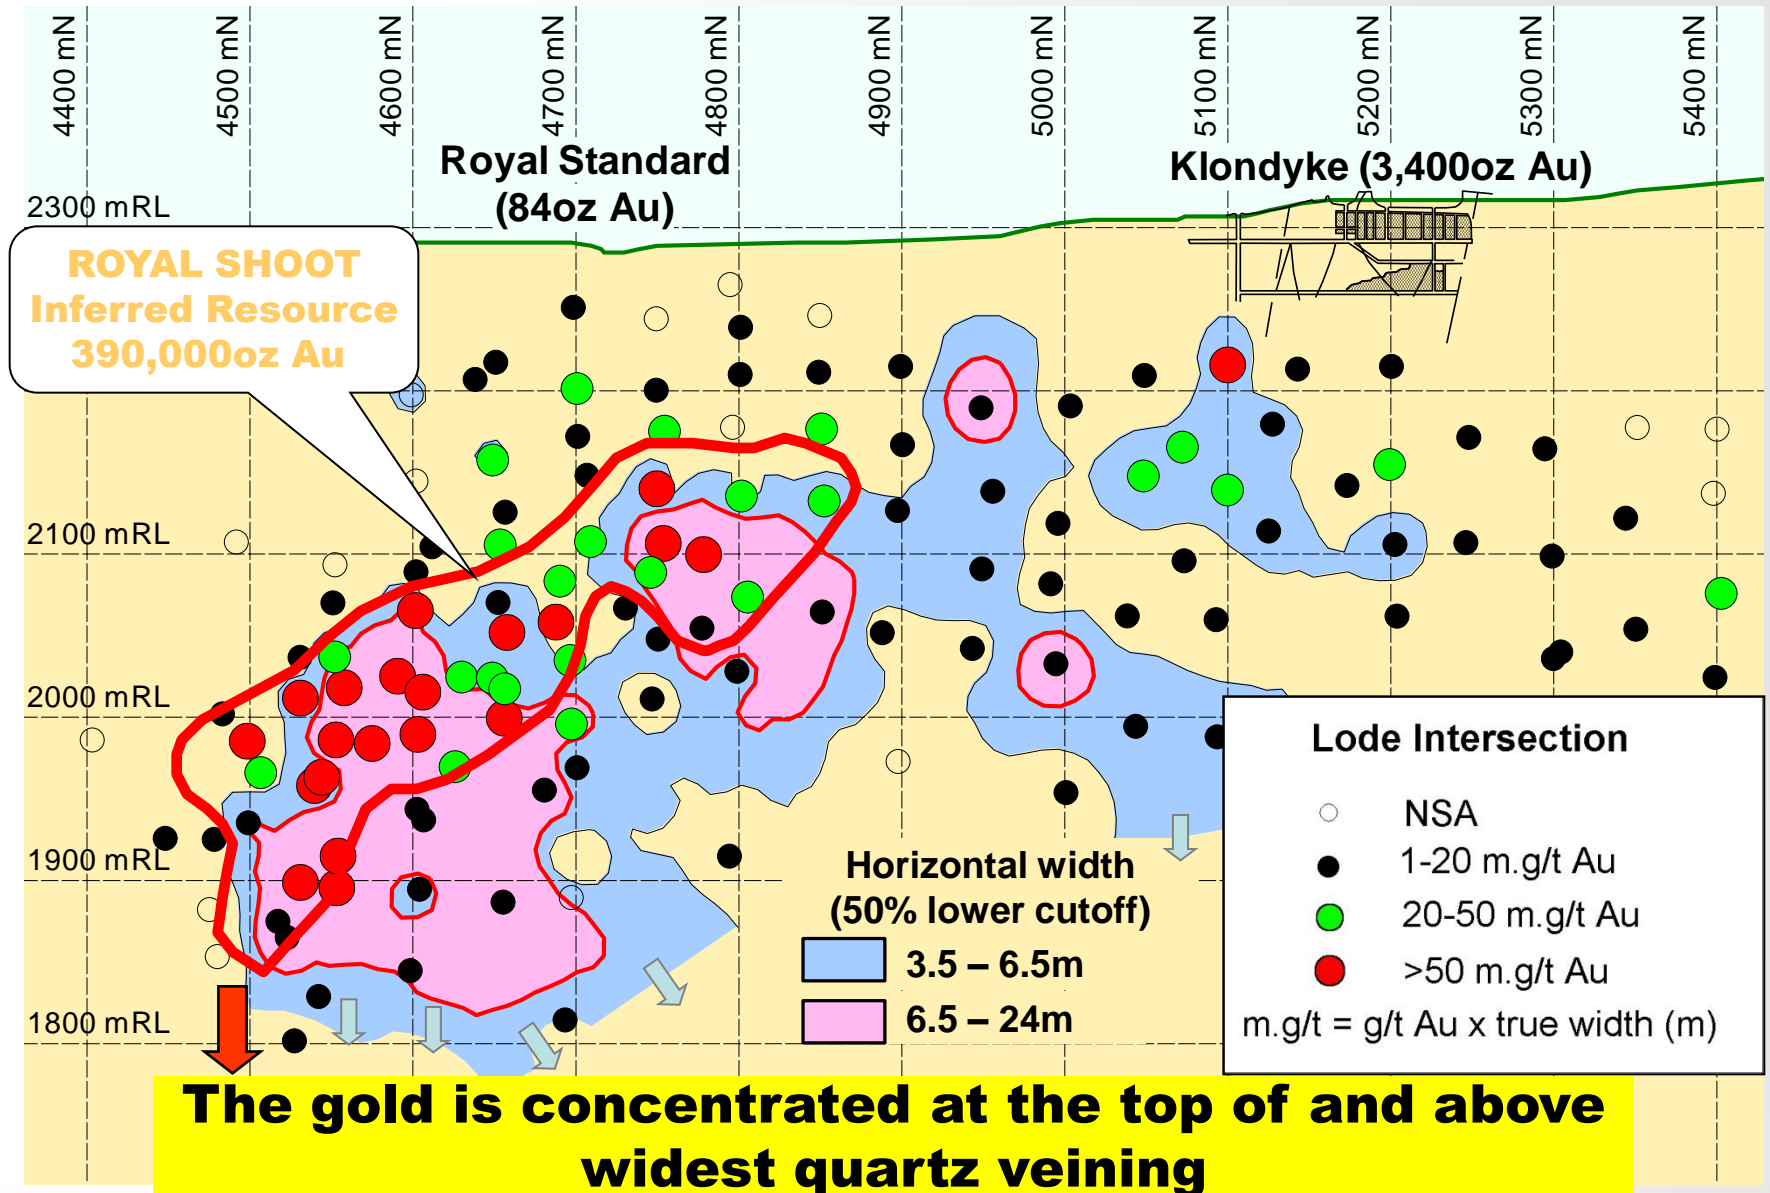 4400 mN
4500 mN
4600 mN
4700 mN
4800 mN
4900 mN
5000 mN
5100 mN
5200 mN
5300 mN
5400 mN
Royal Standard
(84oz Au)
Klondyke (3,400oz Au)
2300 mRL
ROYAL SHOOT
Inferred Resource
390,000oz Au
2100 mRL
2000 mRL
1900 mRL
1800 mRL
Horizontal width
(50% lower cutoff)
3.5 – 6.5m
6.5 – 24m
Lode Intersection
NSA
1-20 m.g/t Au
20-50 m.g/t Au
>50 m.g/t Au
m.g/t = g/t Au x true width (m)
The gold is concentrated at the top of and above
widest quartz veining